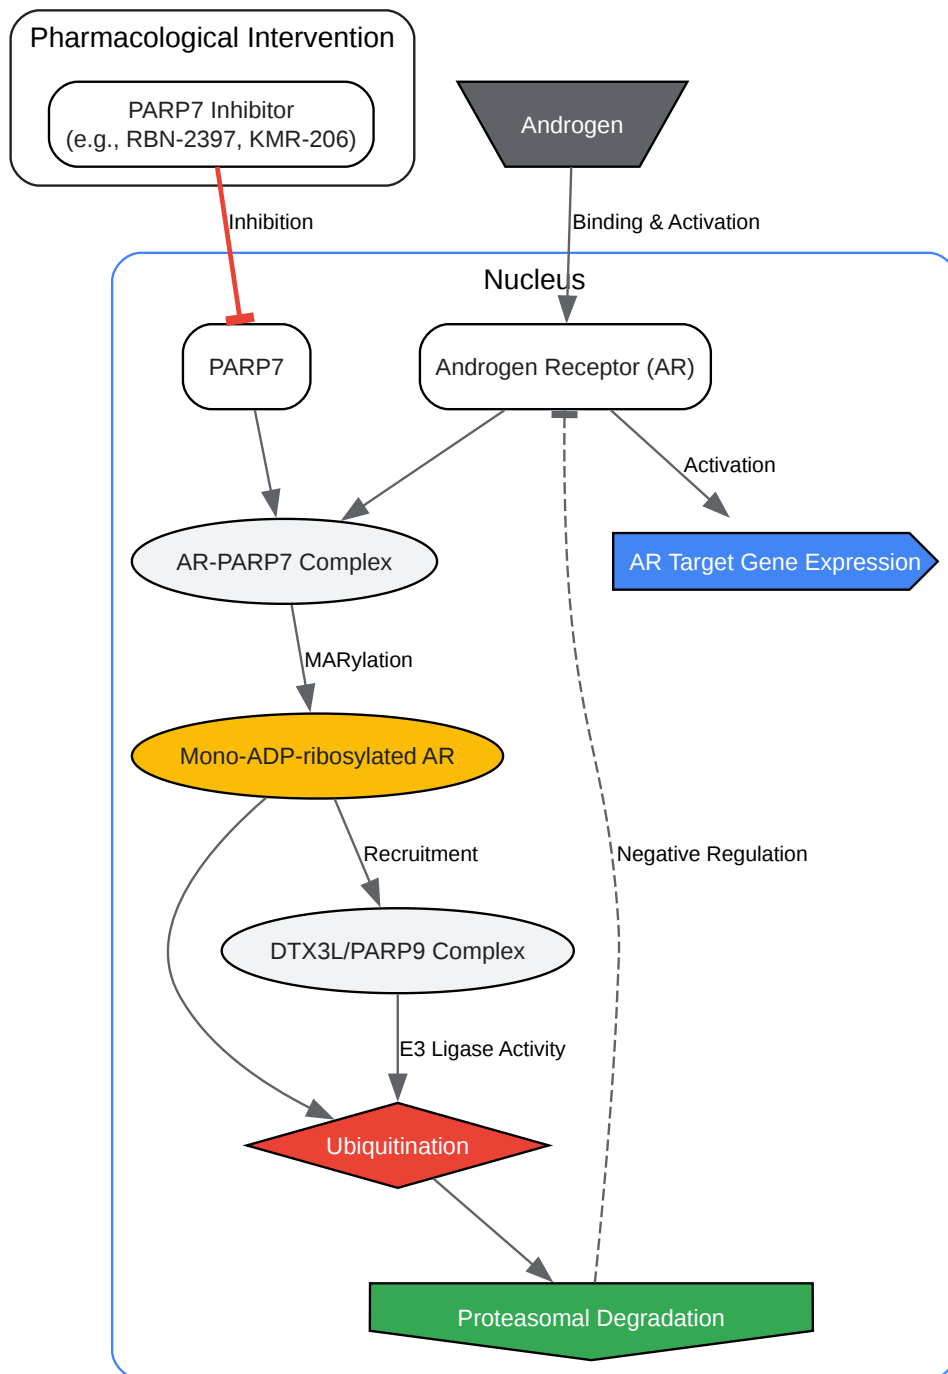 Pharmacological Intervention
PARP7 Inhibitor
(e.g., RBN-2397, KMR-206)
Androgen
Inhibition
Binding & Activation
Nucleus
PARP7
Androgen Receptor (AR)
Activation
AR-PARP7 Complex
AR Target Gene Expression
MARylation
Mono-ADP-ribosylated AR
Recruitment
Negative Regulation
DTX3L/PARP9 Complex
E3 Ligase Activity
Ubiquitination
Proteasomal Degradation